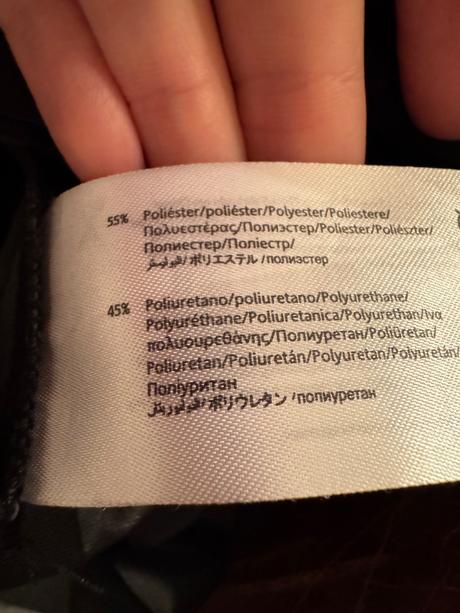 55% Poliéster/poliéster/Polyester/Poliestere/
Πολυεστέρας/Полиэстер/Poliester/Poliészter/
Полиестер/Поліестр/
ポリエステル /полиэстер
45% Poliuretano/poliuretano/Polyurethane/
Polyuréthane/Poliuretanica/Polyurethan/Ινα
πολυουρεθάνης/Полиуретан/Poliüretan/
Poliuretan/Poliuretán/Polyuretan/Polyuretán/
Поліуритан
ポリウレタン /полиуретан